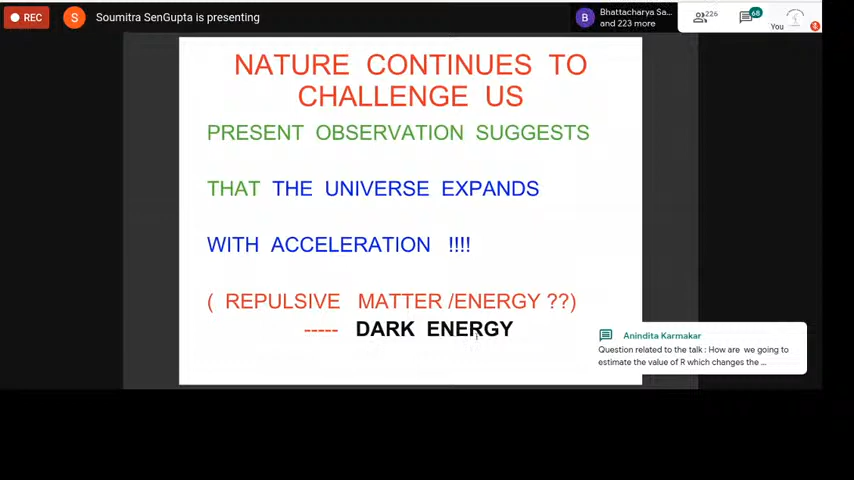 REC
S
Soumitra SenGupta is presenting
B
Bhattacharya Sa...
and 223 more
226
68
You
NATURE CONTINUES TO
CHALLENGE US
PRESENT OBSERVATION SUGGESTS
THAT THE UNIVERSE EXPANDS
WITH ACCELERATION !!!!
( REPULSIVE MATTER /ENERGY ??)
----- DARK ENERGY
Anindita Karmakar
Question related to the talk : How are we going to
estimate the value of R which changes the ...